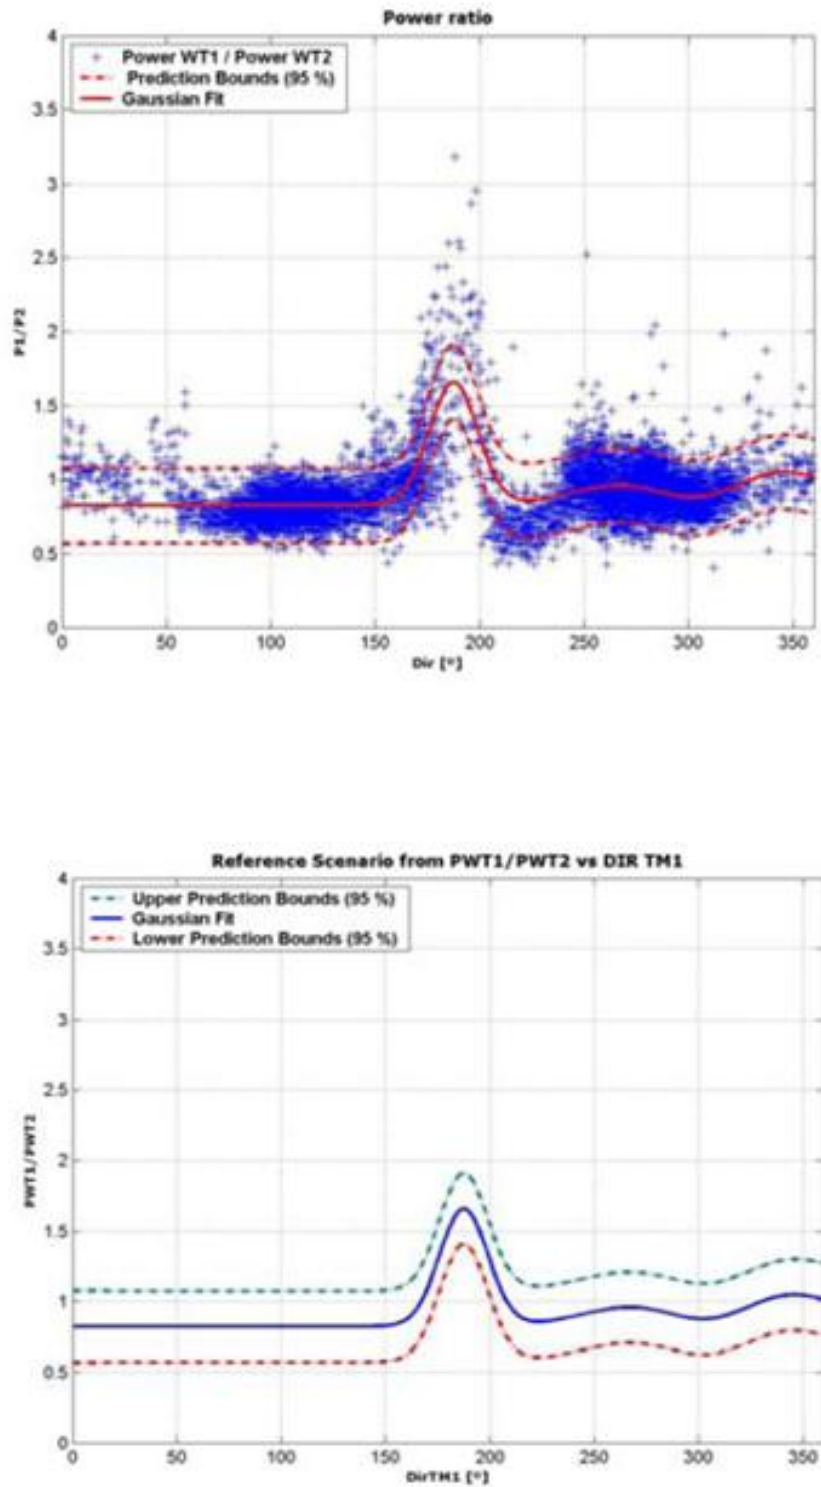 Power ratio
4
Power WT1 / Power WT2
Prediction Bounds (95 %)
Gaussian Fit
3.5
3
2.5
P1/P2
2
1.5
1
0.5
0
0 50 100 150 200 250 300 350
Dir [º]
Reference Scenario from PWT1/PWT2 vs DIR TM1
4
Upper Prediction Bounds (95 %)
Gaussian Fit
Lower Prediction Bounds (95 %)
3.5
3
2.5
PWT1/PWT2
2
1.5
1
0.5
0
0 50 100 150 200 250 300 350
DirTM1 [º]